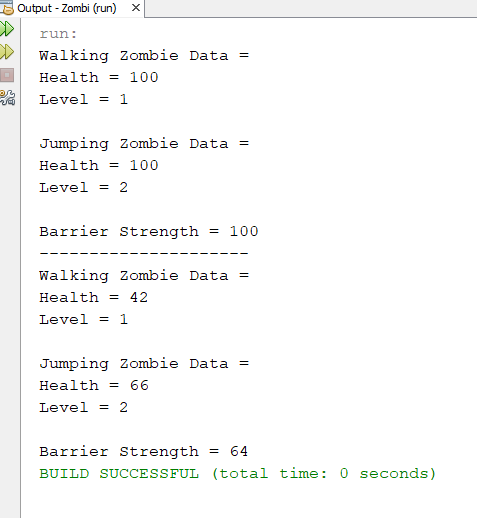 Output - Zombi (run)
run:
Walking Zombie Data =
Health = 100
Level = 1
Jumping Zombie Data =
Health = 100
Level = 2
Barrier Strength = 100
---------------------
Walking Zombie Data =
Health = 42
Level = 1
Jumping Zombie Data =
Health = 66
Level = 2
Barrier Strength = 64
BUILD SUCCESSFUL (total time: 0 seconds)